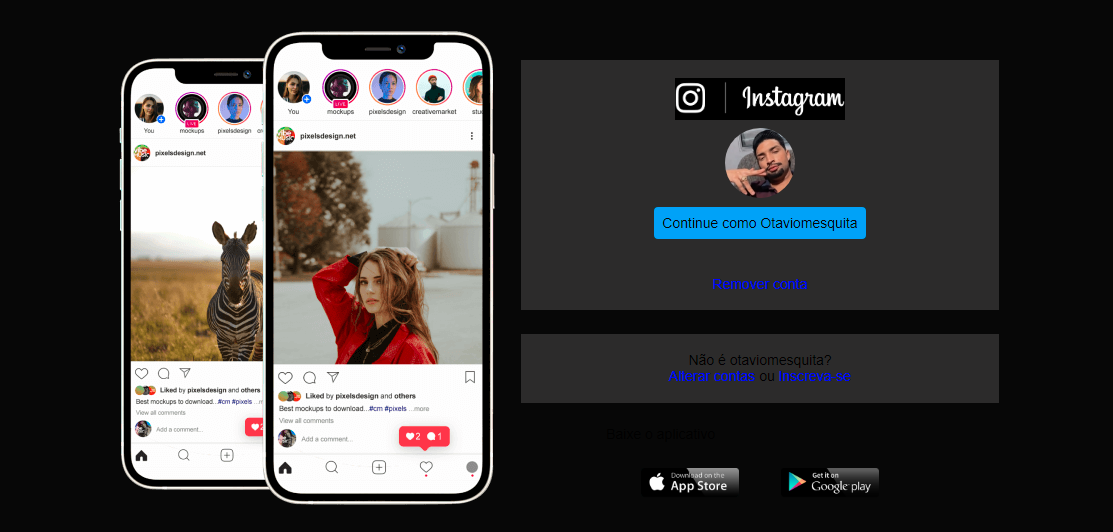 You
mockups
LIVE
pixelsdesign
pixelsdesign.net
Liked by pixelsdesign and others
Best mockups to download...#cm #pixels ...more
View all comments
Add a comment...
You
LIVE
mockups
pixelsdesign
creativemarket
pixelsdesign.net
Liked by pixelsdesign and others
Best mockups to download...#cm #pixels ...more
View all comments
Add a comment...
2 1
Instagram
Continue como Otaviomesquita
Remover conta
Não é otaviomesquita?
Alterar contas ou Inscreva-se
Baixe o aplicativo
Download on the
App Store
Get it on
Google play